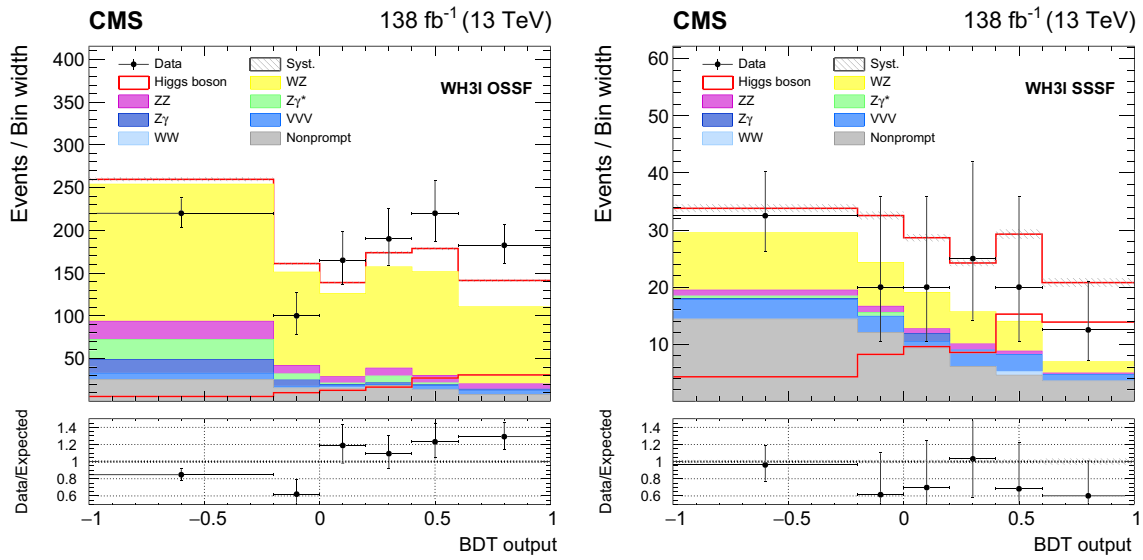 CMS 138 fb⁻¹ (13 TeV)
Events / Bin width
400
350
300
250
200
150
100
50
Data Syst.
Higgs boson WZ
ZZ Zγ*
Zγ VVV
WW Nonprompt
WH3l OSSF
Data/Expected
1.4
1.2
1
0.8
0.6
−1 −0.5 0 0.5 1
BDT output
CMS 138 fb⁻¹ (13 TeV)
Events / Bin width
60
50
40
30
20
10
Data Syst.
Higgs boson WZ
ZZ Zγ*
Zγ VVV
WW Nonprompt
WH3l SSSF
Data/Expected
1.4
1.2
1
0.8
0.6
−1 −0.5 0 0.5 1
BDT output